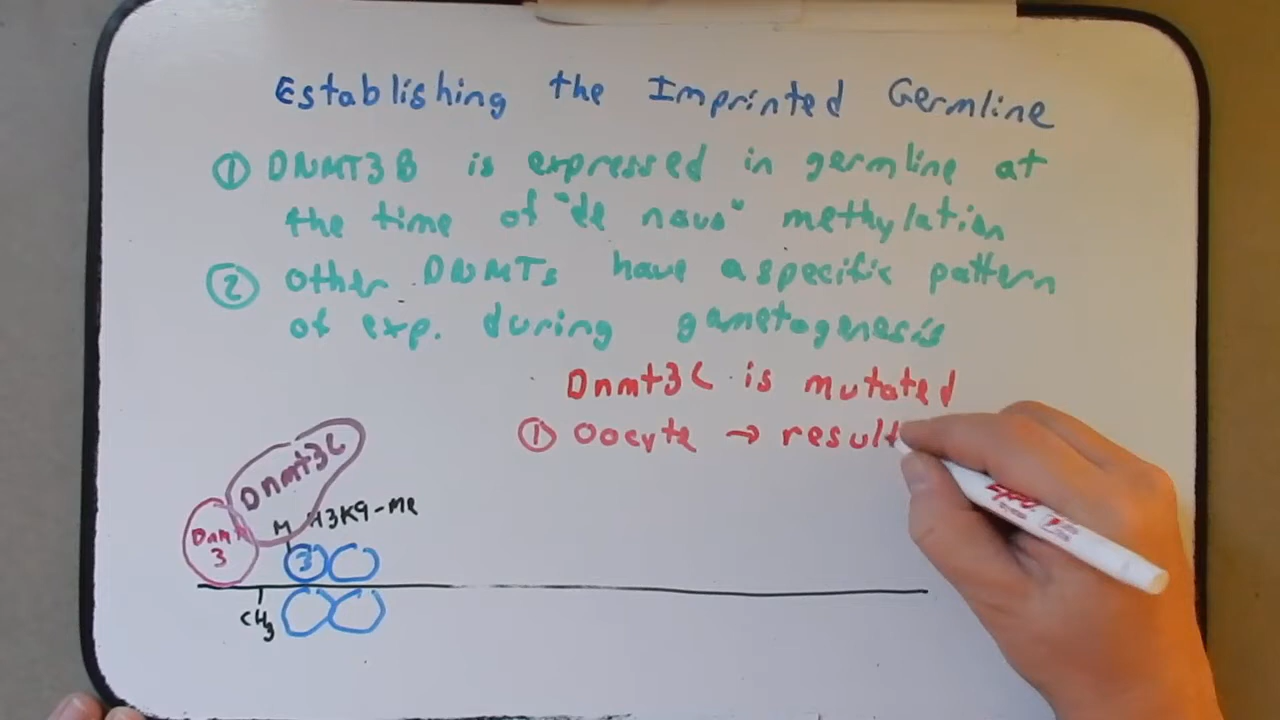 Establishing the Imprinted Germline
① DNMT3B is expressed in germline at
the time of "de novo" methylation
② Other DNMTs have a specific pattern
of exp. during gametogenesis
Dnmt3L is mutated
① Oocyte → result
Dnmt3L
H3K9-Me
M
Dnmt
3
3
CH3
EXPO